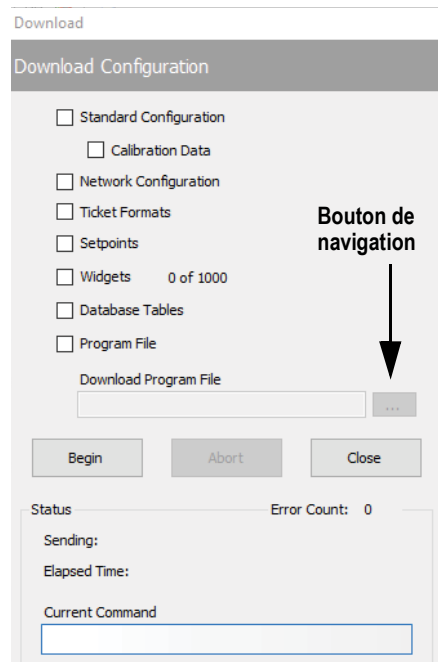 Download
Download Configuration
Standard Configuration
Calibration Data
Network Configuration
Ticket Formats
Setpoints
Bouton de
navigation
Widgets 0 of 1000
Database Tables
Program File
Download Program File
...
Begin Abort Close
Status Error Count: 0
Sending:
Elapsed Time:
Current Command